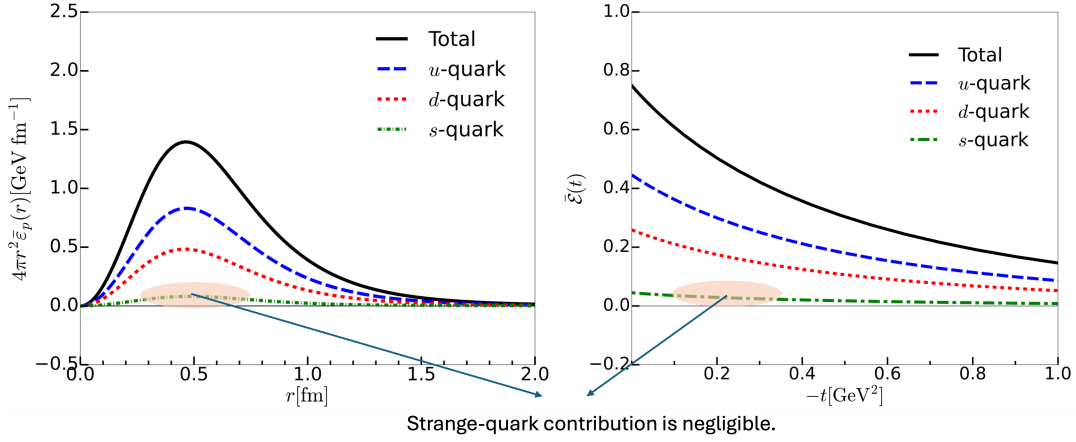 2.5
2.0
1.5
1.0
0.5
0.0
−0.5
4πr²ε̄ₚ(r)[GeV fm⁻¹]
Total
u-quark
d-quark
s-quark
0.0 0.5 1.0 1.5 2.0
r[fm]
1.0
0.8
0.6
0.4
0.2
0.0
−0.2
ℰ̄(t)
Total
u-quark
d-quark
s-quark
0.2 0.4 0.6 0.8 1.0
−t[GeV²]
Strange-quark contribution is negligible.